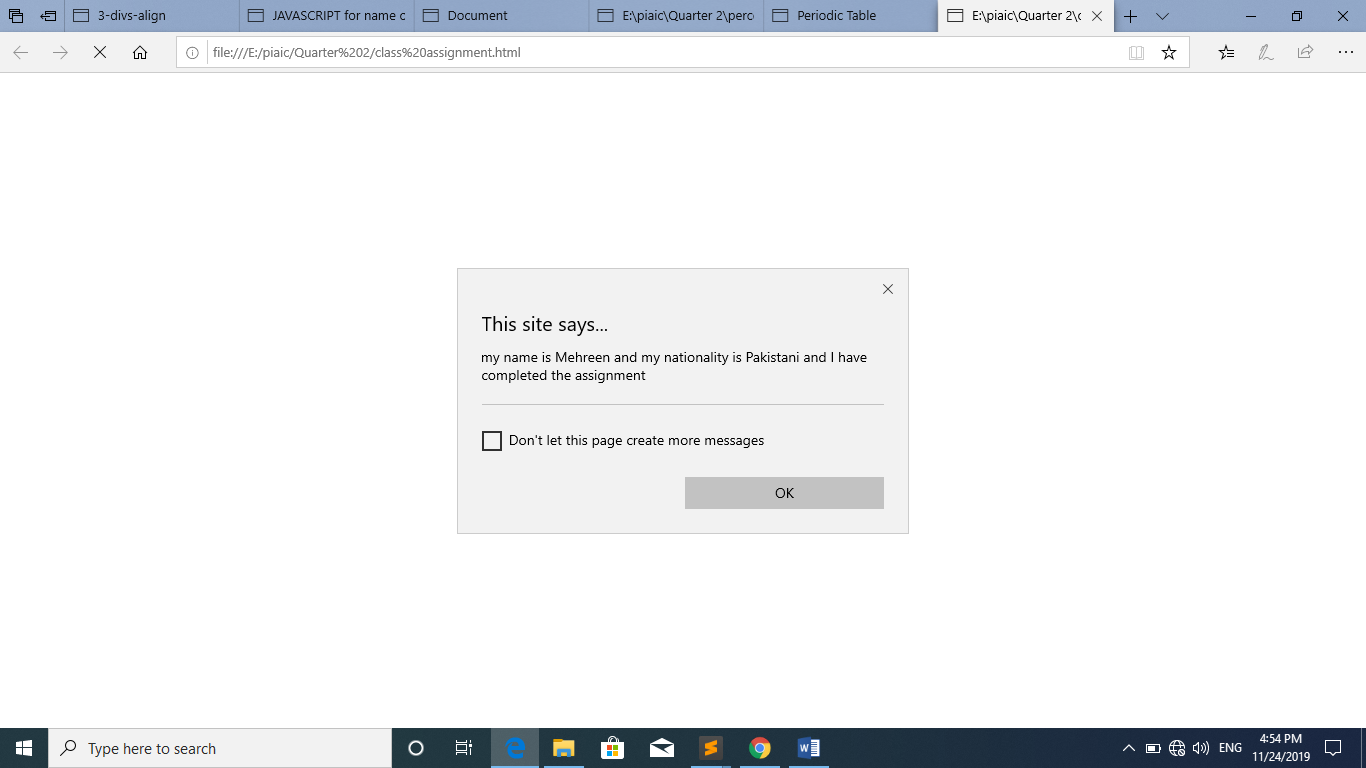 3-divs-align
JAVASCRIPT for name c
Document
E:\piaic\Quarter 2\perc
Periodic Table
E:\piaic\Quarter 2\c
file:///E:/piaic/Quarter%202/class%20assignment.html
This site says...
my name is Mehreen and my nationality is Pakistani and I have
completed the assignment
Don't let this page create more messages
OK
Type here to search
ENG
4:54 PM
11/24/2019